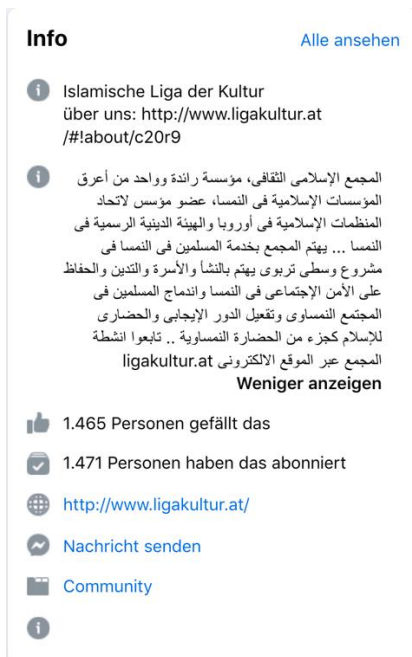 Info
Alle ansehen
Islamische Liga der Kultur
über uns: http://www.ligakultur.at
/#!about/c20r9
المجمع الإسلامى الثقافى، مؤسسة رائدة وواحد من أعرق
المؤسسات الإسلامية فى النمسا، عضو مؤسس لاتحاد
المنظمات الإسلامية فى أوروبا والهيئة الدينية الرسمية فى
النمسا ... يهتم المجمع بخدمة المسلمين فى النمسا فى
مشروع وسطى تربوى يهتم بالنشأ والأسرة والتدين والحفاظ
على الأمن الإجتماعى فى النمسا واندماج المسلمين فى
المجتمع النمساوى وتفعيل الدور الإيجابى والحضارى
للإسلام كجزء من الحضارة النمساوية .. تابعوا انشطة
المجمع عبر الموقع الالكترونى ligakultur.at
Weniger anzeigen
1.465 Personen gefällt das
1.471 Personen haben das abonniert
http://www.ligakultur.at/
Nachricht senden
Community